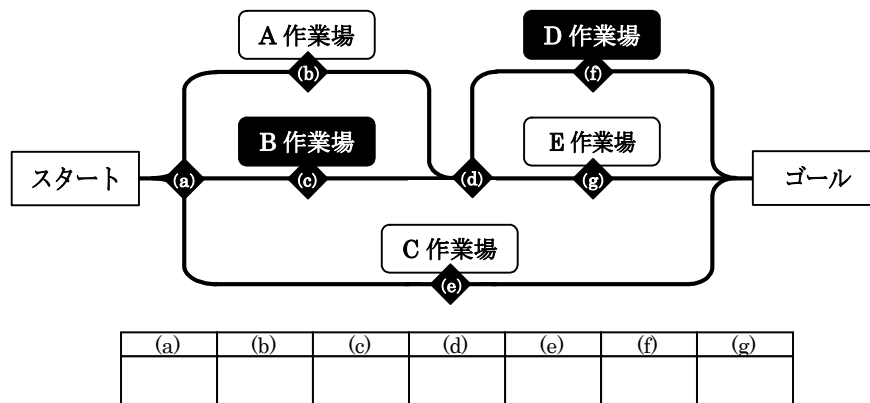 A 作業場
D 作業場
(b)
(f)
B 作業場
E 作業場
スタート
(a)
(c)
(d)
(g)
ゴール
C 作業場
(e)
(a) (b) (c) (d) (e) (f) (g)